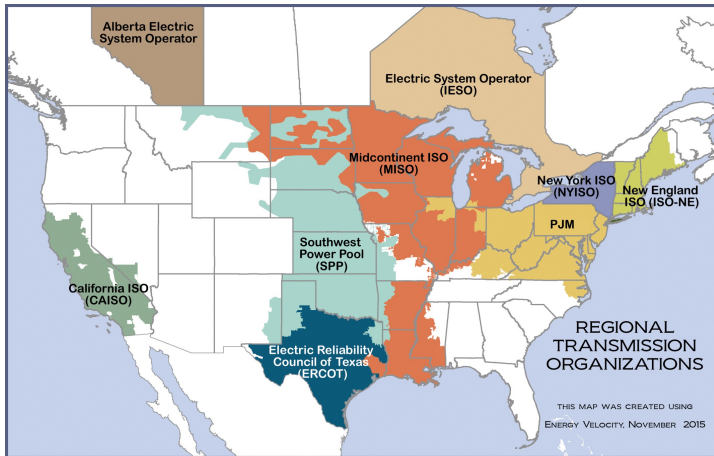 Alberta Electric
System Operator
Electric System Operator
(IESO)
Midcontinent ISO
(MISO)
New York ISO
(NYISO)
New England
ISO (ISO-NE)
PJM
Southwest
Power Pool
(SPP)
California ISO
(CAISO)
Electric Reliability
Council of Texas
(ERCOT)
REGIONAL
TRANSMISSION
ORGANIZATIONS
THIS MAP WAS CREATED USING
ENERGY VELOCITY, NOVEMBER 2015